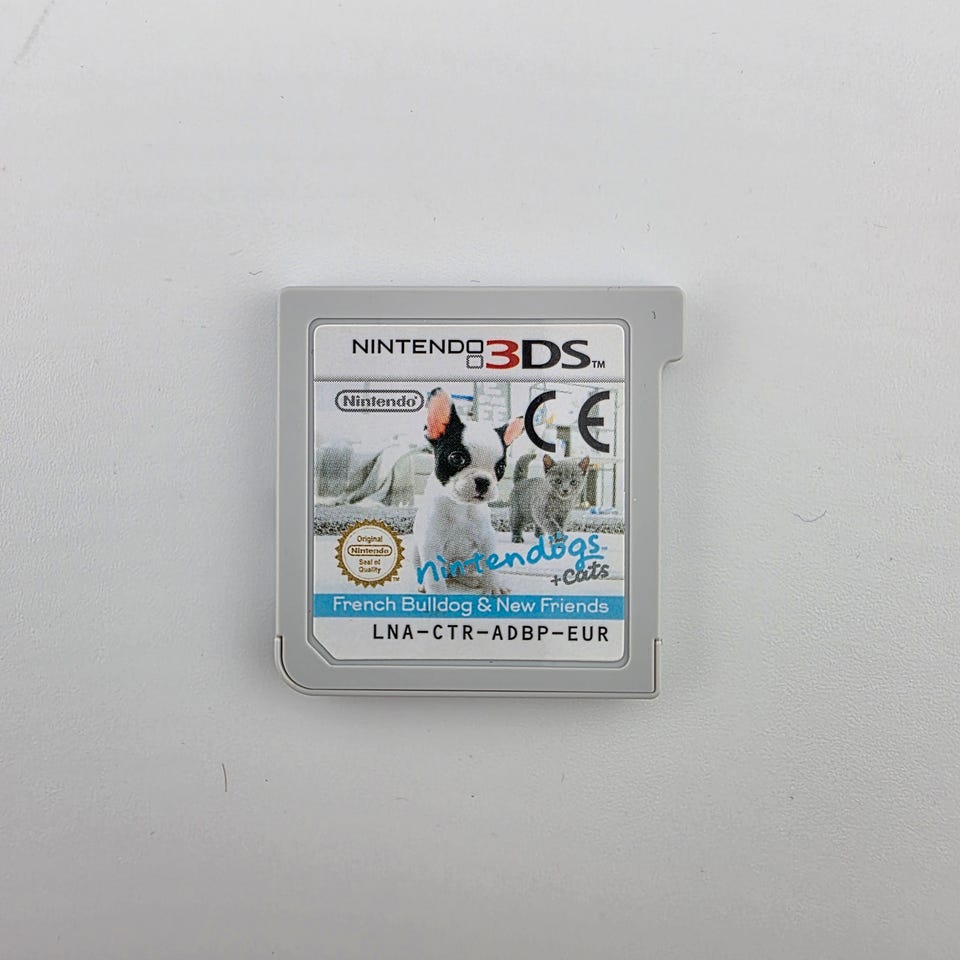 NINTENDO 3DS™
Nintendo®
CE
Original
Nintendo
Seal of
Quality
™
nintendogs™
+cats
French Bulldog & New Friends
LNA-CTR-ADBP-EUR